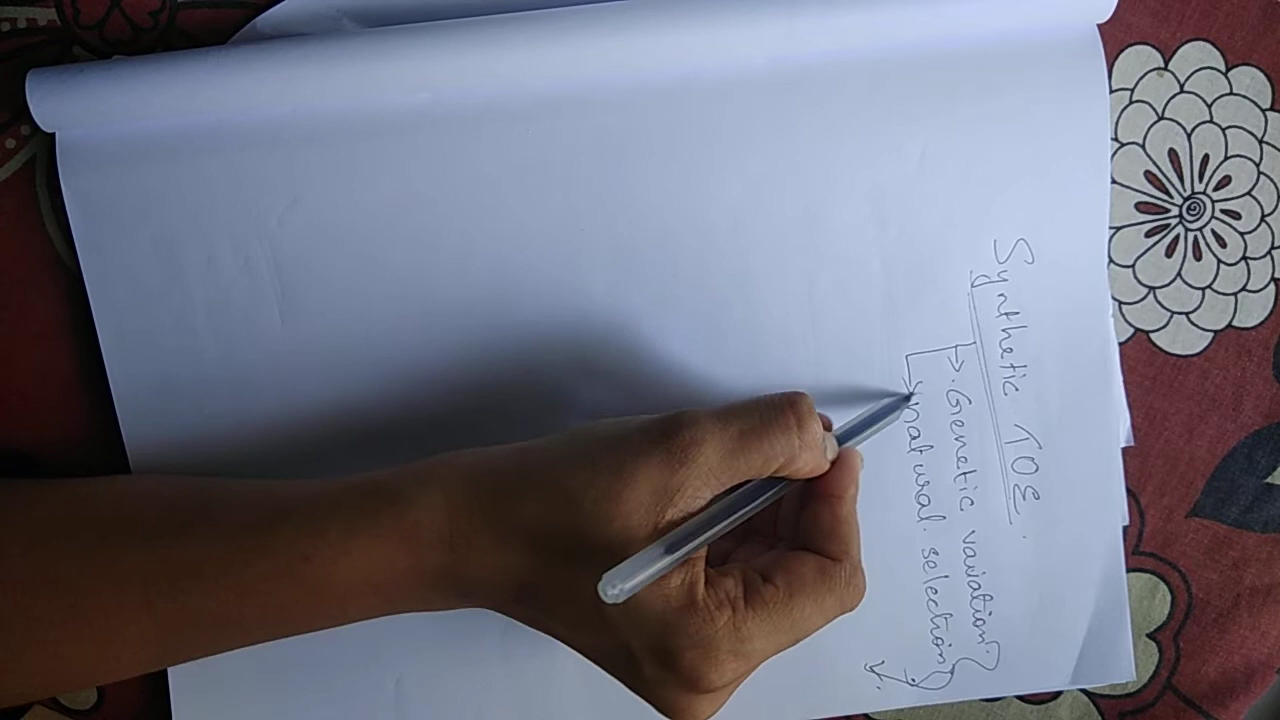 Synthetic TOE.
→ . Genetic variation.
→ natural. selection